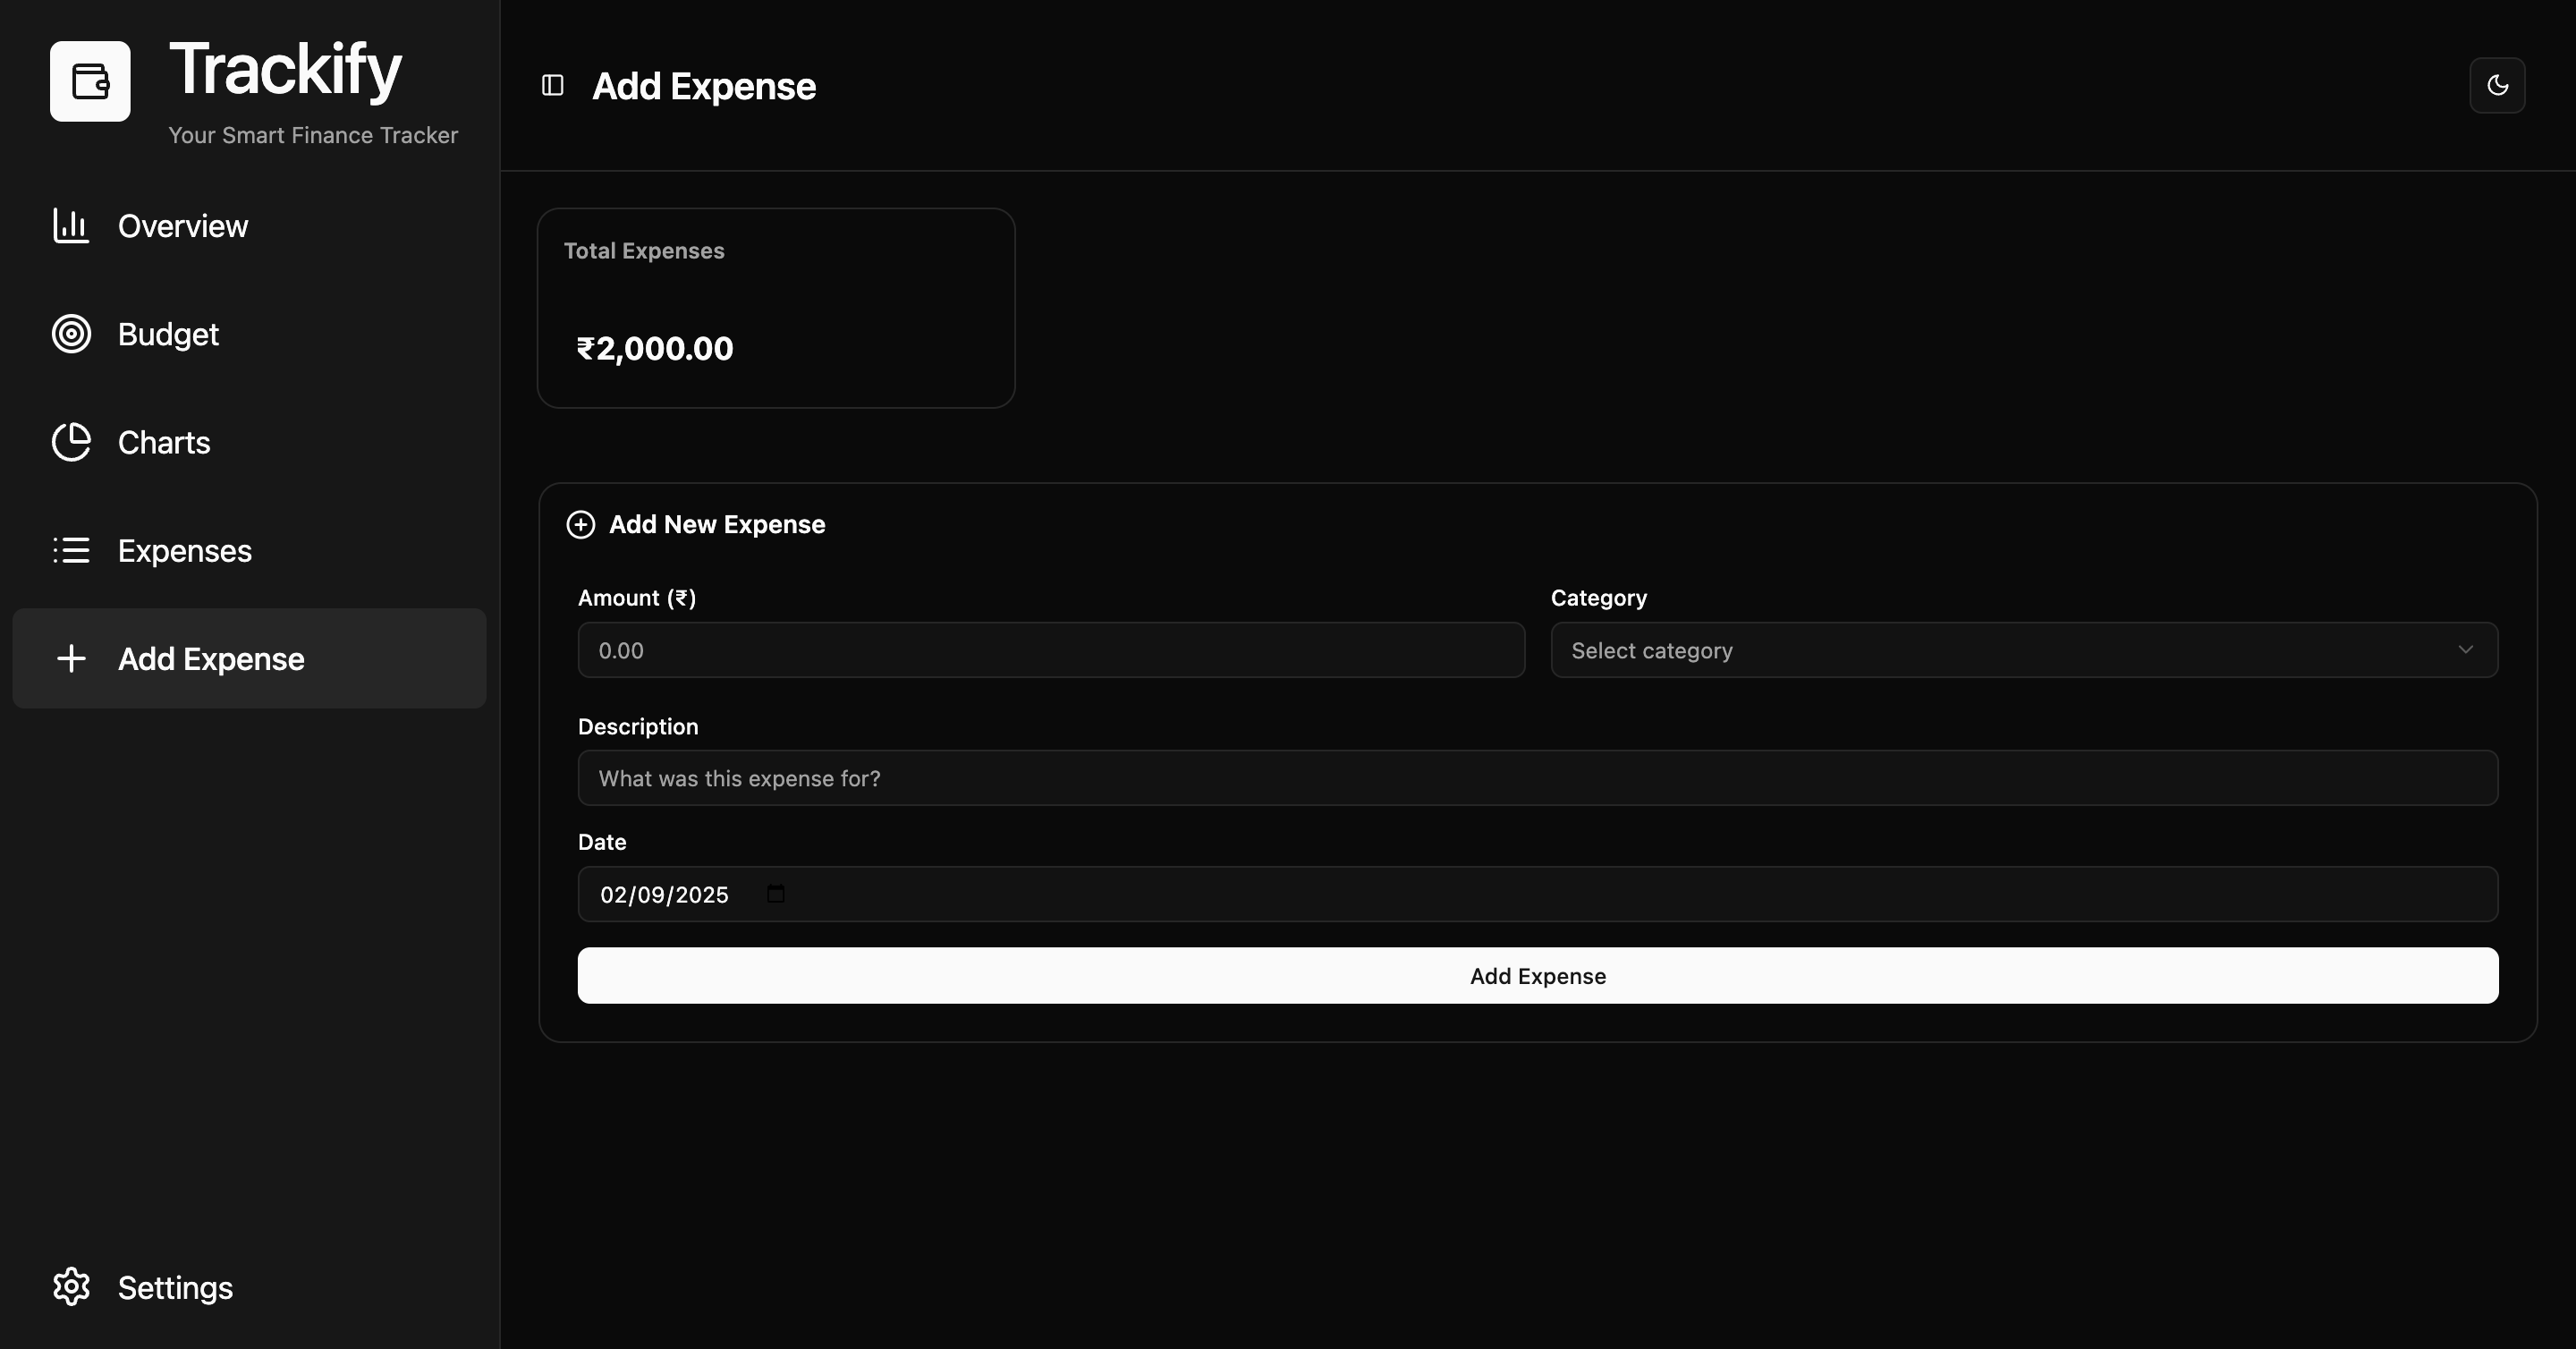 Trackify
Your Smart Finance Tracker
Overview
Budget
Charts
Expenses
Add Expense
Settings
Add Expense
Total Expenses
₹2,000.00
Add New Expense
Amount (₹)
0.00
Category
Select category
Description
What was this expense for?
Date
02/09/2025
Add Expense